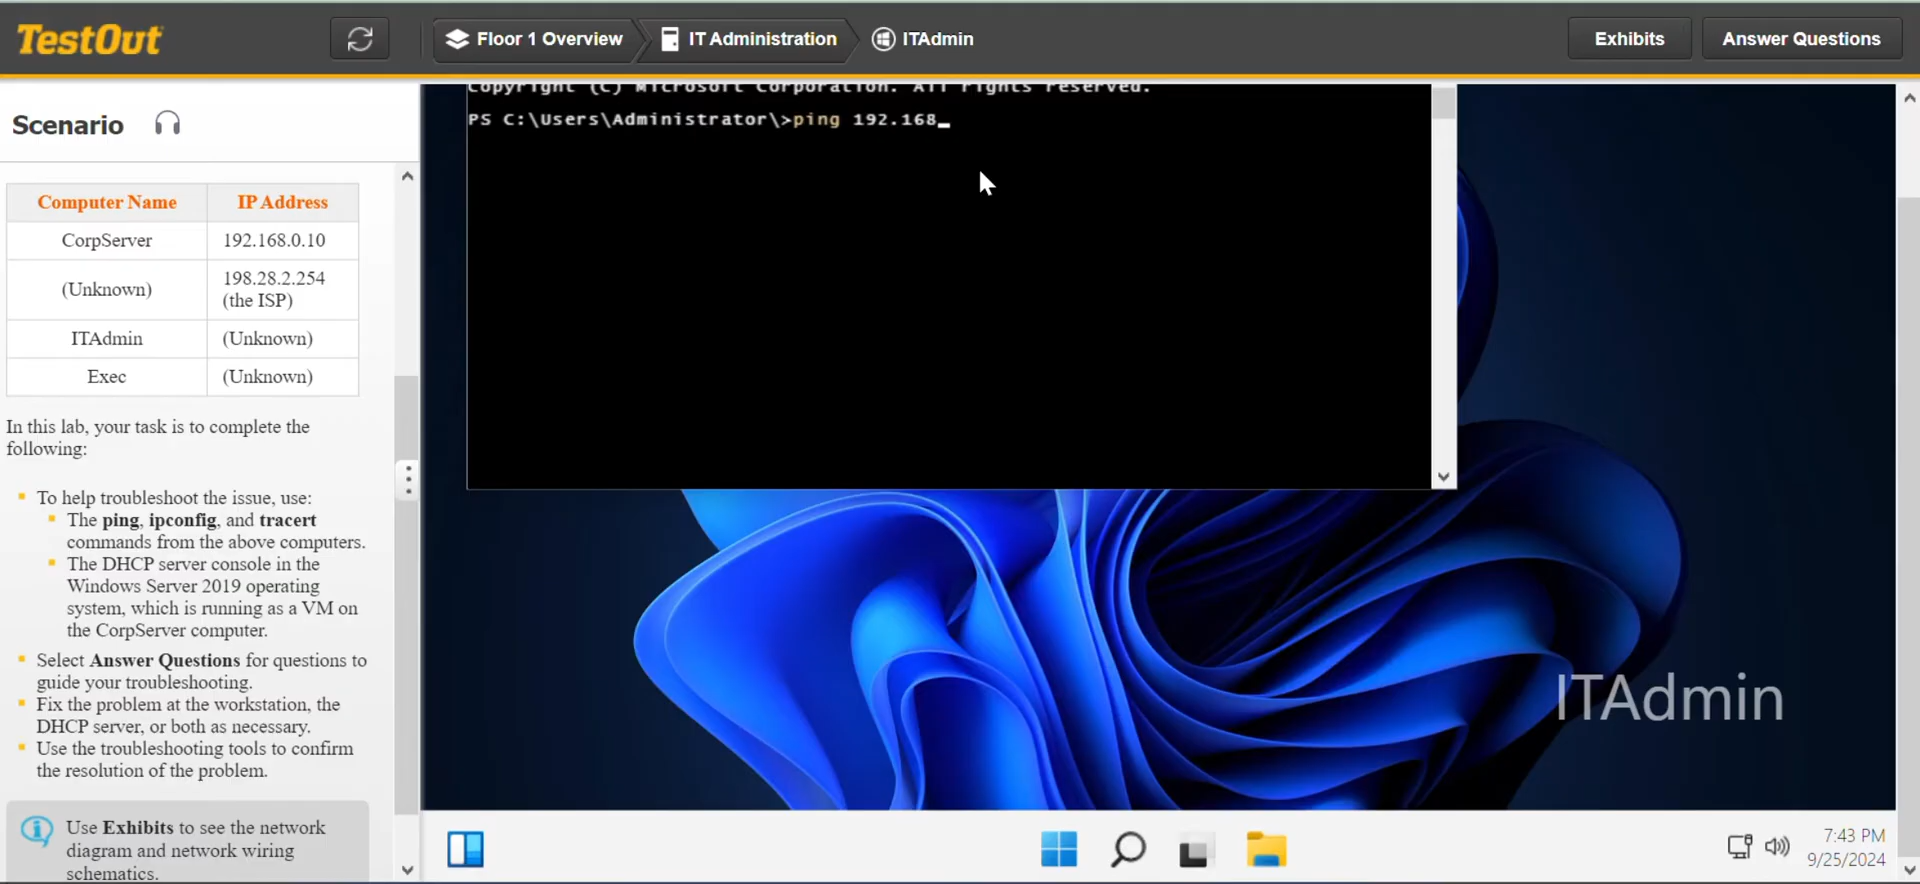 TestOut
Floor 1 Overview
IT Administration
ITAdmin
Exhibits
Answer Questions
Scenario
Computer Name IP Address
CorpServer 192.168.0.10
(Unknown) 198.28.2.254
(the ISP)
ITAdmin (Unknown)
Exec (Unknown)
In this lab, your task is to complete the
following:
To help troubleshoot the issue, use:
The ping, ipconfig, and tracert
commands from the above computers.
The DHCP server console in the
Windows Server 2019 operating
system, which is running as a VM on
the CorpServer computer.
Select Answer Questions for questions to
guide your troubleshooting.
Fix the problem at the workstation, the
DHCP server, or both as necessary.
Use the troubleshooting tools to confirm
the resolution of the problem.
Use Exhibits to see the network
diagram and network wiring
schematics.
Copyright (C) Microsoft Corporation. All rights reserved.
PS C:\Users\Administrator\>ping 192.168_
ITAdmin
7:43 PM
9/25/2024